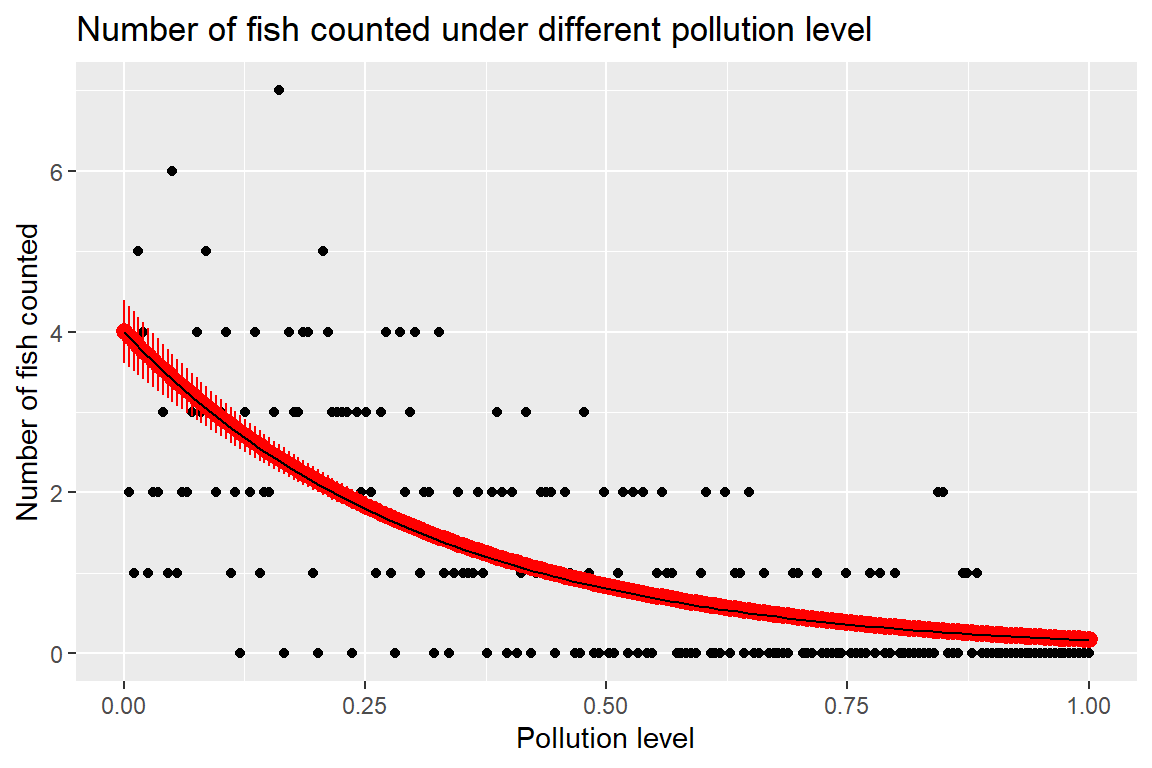 Number of fish counted under different pollution level
Number of fish counted
6
4
2
0
0.00 0.25 0.50 0.75 1.00
Pollution level